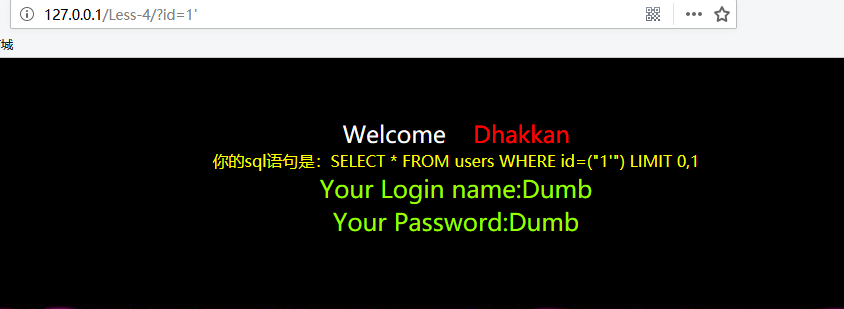 127.0.0.1/Less-4/?id=1'
城
Welcome Dhakkan
你的sql语句是：SELECT * FROM users WHERE id=("1'") LIMIT 0,1
Your Login name:Dumb
Your Password:Dumb